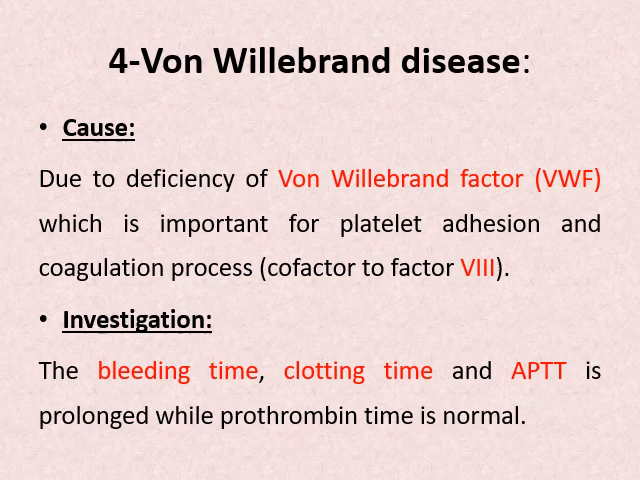 4-Von Willebrand disease:
• Cause:
Due to deficiency of Von Willebrand factor (VWF)
which is important for platelet adhesion and
coagulation process (cofactor to factor VIII).
• Investigation:
The bleeding time, clotting time and APTT is
prolonged while prothrombin time is normal.